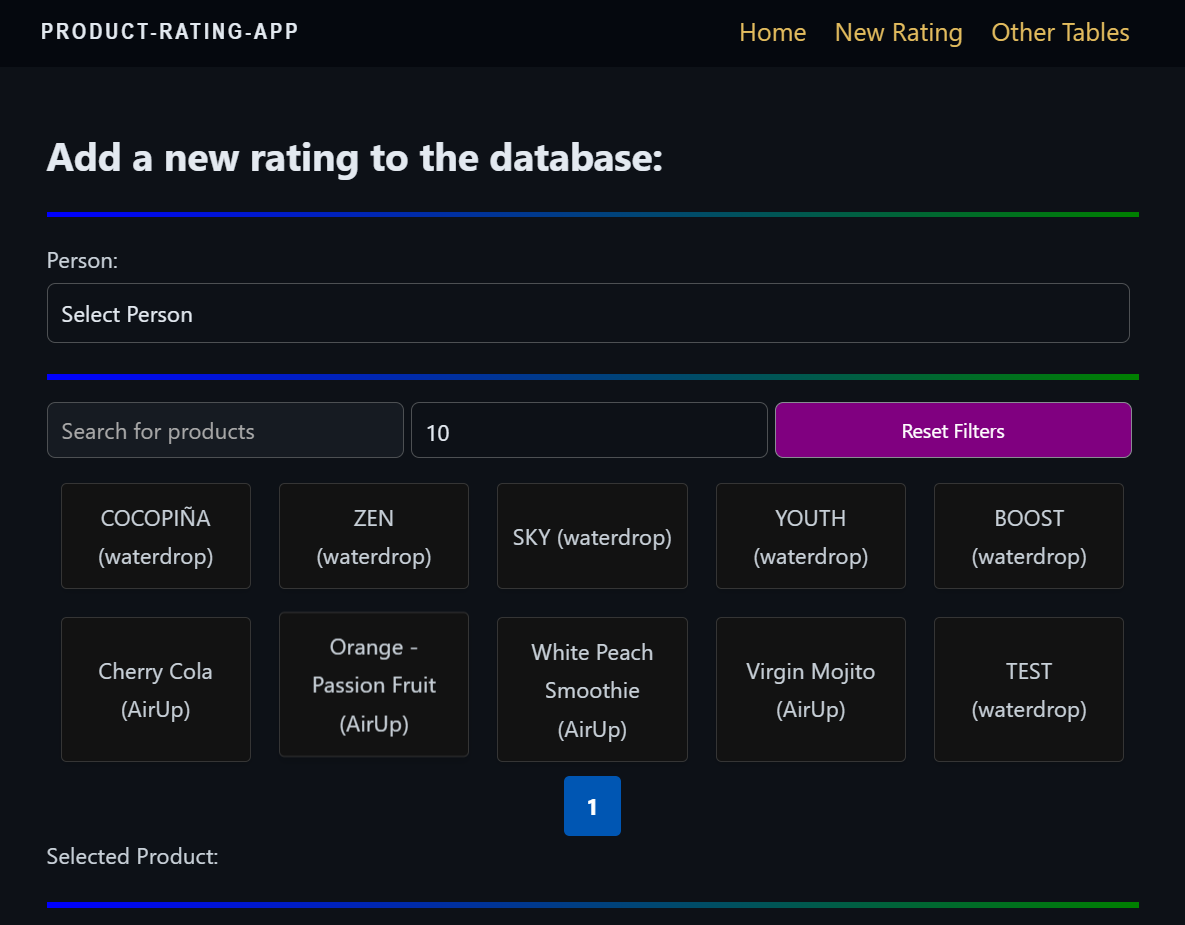 PRODUCT-RATING-APP
Home
New Rating
Other Tables
Add a new rating to the database:
Person:
Select Person
Search for products
10
Reset Filters
COCOPIÑA
(waterdrop)
ZEN
(waterdrop)
SKY (waterdrop)
YOUTH
(waterdrop)
BOOST
(waterdrop)
Cherry Cola
(AirUp)
Orange -
Passion Fruit
(AirUp)
White Peach
Smoothie
(AirUp)
Virgin Mojito
(AirUp)
TEST
(waterdrop)
1
Selected Product: